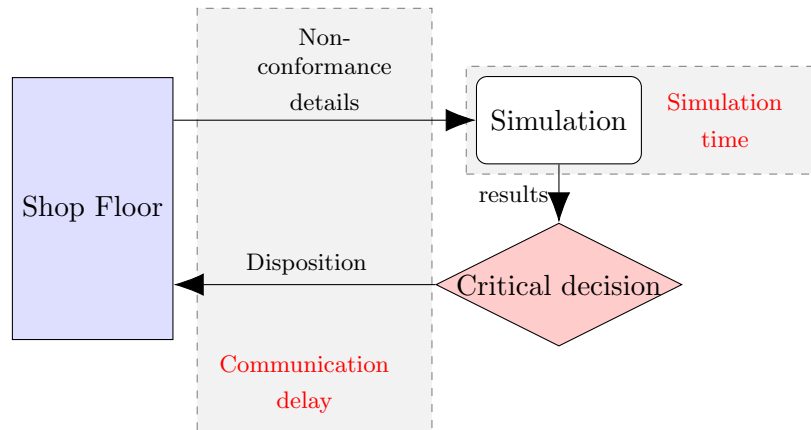 Non-
conformance
details
Simulation
Simulation
time
results
Shop Floor
Disposition
Critical decision
Communication
delay